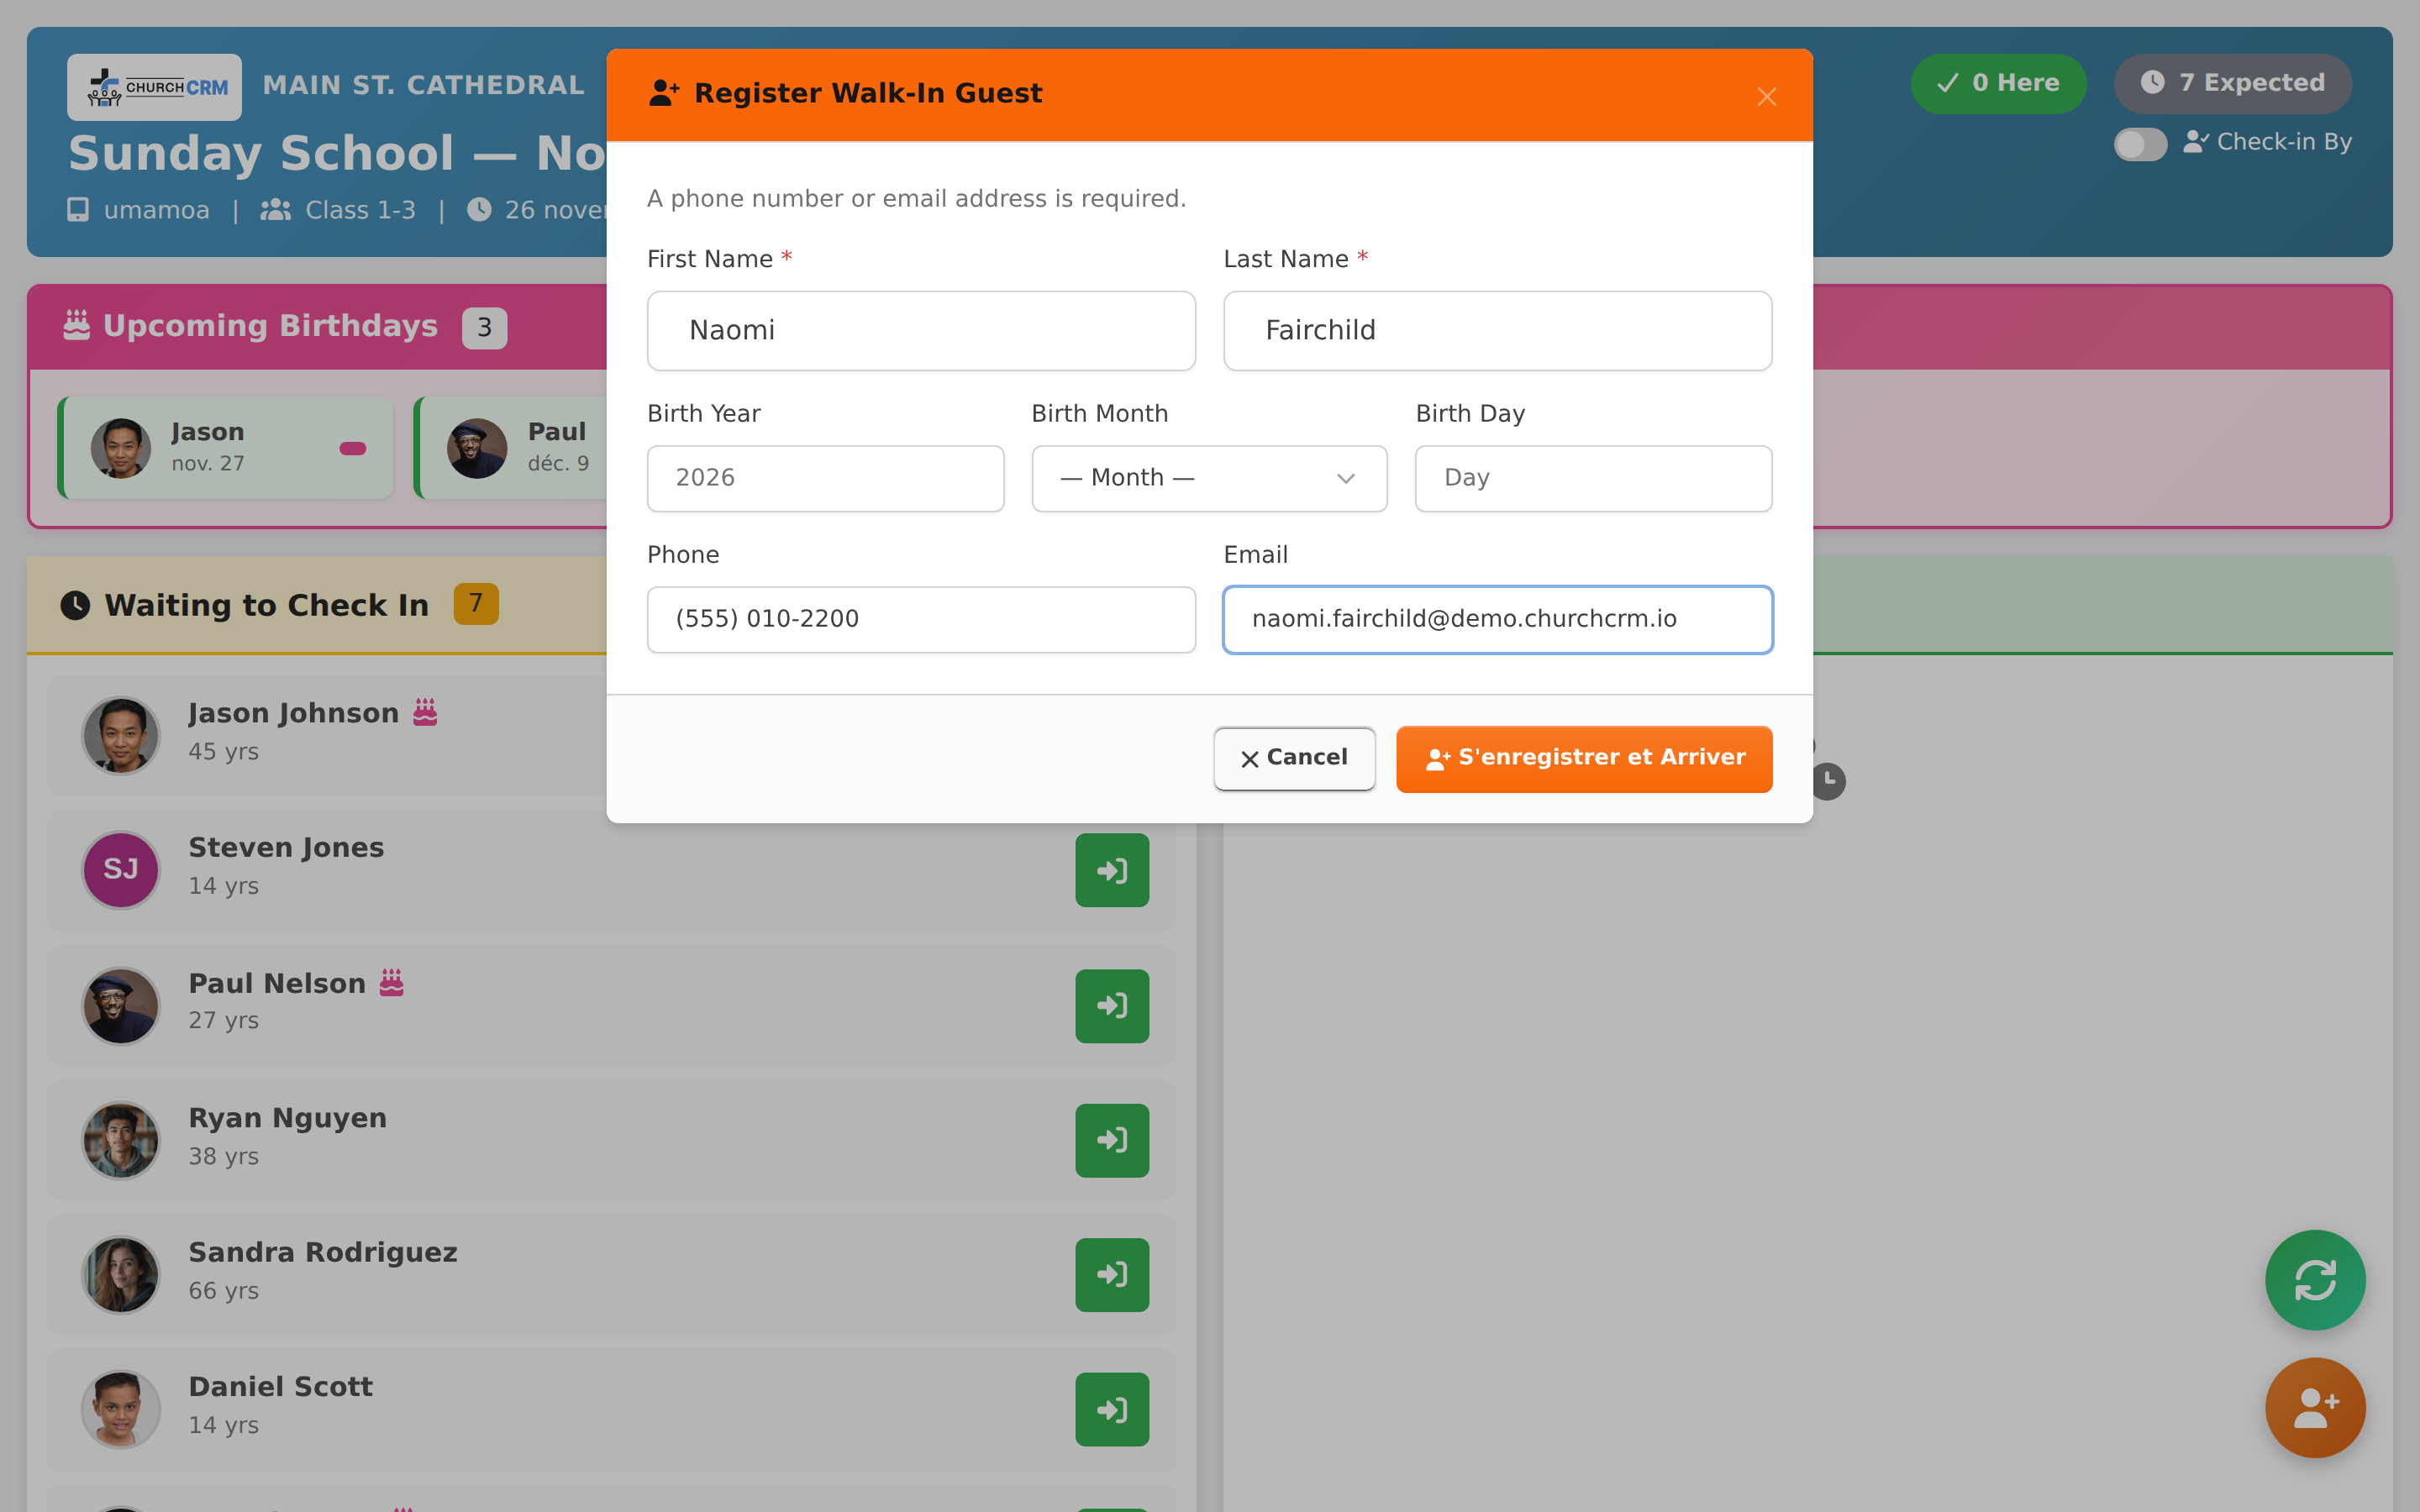 CHURCHCRM
MAIN ST. CATHEDRAL
Sunday School — No
umamoa | Class 1-3 |
0 Here
7 Expected
Check-in By
Upcoming Birthdays 3
Jason
nov. 27
Paul
déc. 9
Waiting to Check In 7
Jason Johnson
45 yrs
SJ
Steven Jones
14 yrs
Paul Nelson
27 yrs
Ryan Nguyen
38 yrs
Sandra Rodriguez
66 yrs
Daniel Scott
14 yrs
Register Walk-In Guest
A phone number or email address is required.
First Name *
Last Name *
Naomi
Fairchild
Birth Year
Birth Month
Birth Day
2026
— Month —
Day
Phone
Email
(555) 010-2200
naomi.fairchild@demo.churchcrm.io
Cancel
S'enregistrer et Arriver